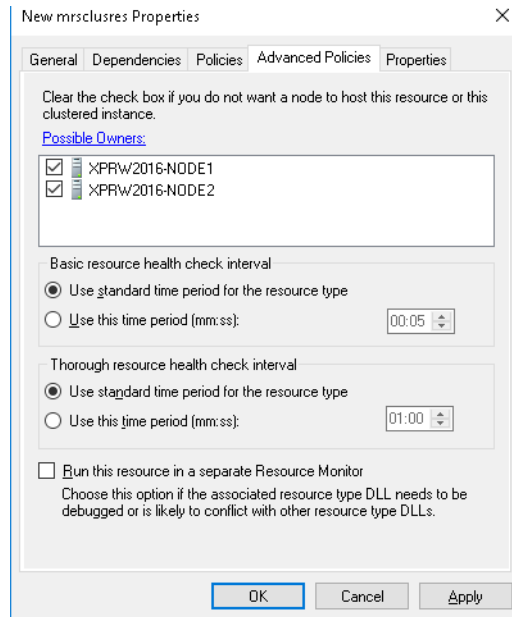 New mrsclusres Properties
General Dependencies Policies Advanced Policies Properties
Clear the check box if you do not want a node to host this resource or this
clustered instance.
Possible Owners:
XPRW2016-NODE1
XPRW2016-NODE2
Basic resource health check interval
Use standard time period for the resource type
Use this time period (mm:ss): 00:05
Thorough resource health check interval
Use standard time period for the resource type
Use this time period (mm:ss): 01:00
Run this resource in a separate Resource Monitor
Choose this option if the associated resource type DLL needs to be
debugged or is likely to conflict with other resource type DLLs.
OK Cancel Apply